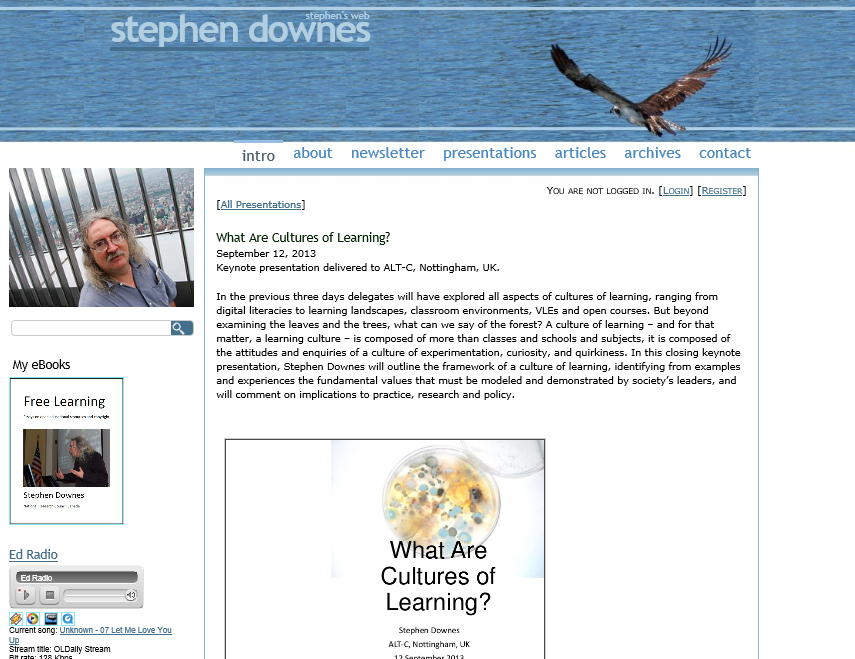 stephen's web
stephen downes
intro about newsletter presentations articles archives contact
You are not logged in. [Login] [Register]
[All Presentations]
What Are Cultures of Learning?
September 12, 2013
Keynote presentation delivered to ALT-C, Nottingham, UK.
In the previous three days delegates will have explored all aspects of cultures of learning, ranging from
digital literacies to learning landscapes, classroom environments, VLEs and open courses. But beyond
examining the leaves and the trees, what can we say of the forest? A culture of learning – and for that
matter, a learning culture – is composed of more than classes and schools and subjects, it is composed of
the attitudes and enquiries of a culture of experimentation, curiosity, and quirkiness. In this closing keynote
presentation, Stephen Downes will outline the framework of a culture of learning, identifying from examples
and experiences the fundamental values that must be modeled and demonstrated by society's leaders, and
will comment on implications to practice, research and policy.
What Are
Cultures of
Learning?
Stephen Downes
ALT-C, Nottingham, UK
12 September 2013
My eBooks
Free Learning
Stephen Downes
Ed Radio
Ed Radio
Current song: Unknown - 07 Let Me Love You
Up
Stream title: OLDaily Stream
Bit rate: 128 Kbps